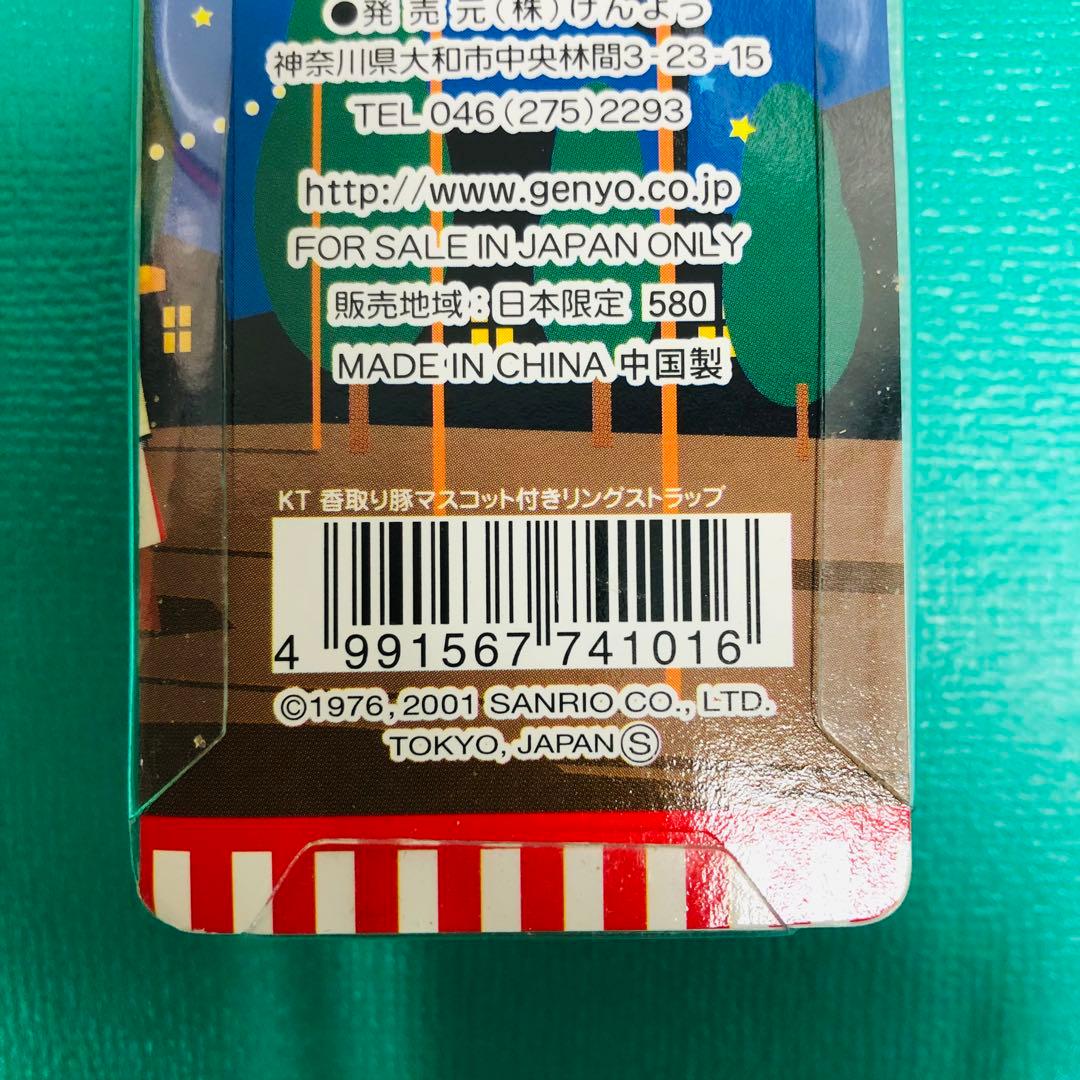 ●発売元(株)げんよう
神奈川県大和市中央林間3-23-15
TEL 046(275)2293
http://www.genyo.co.jp
FOR SALE IN JAPAN ONLY
販売地域:日本限定 580
MADE IN CHINA 中国製
KT 香取り豚マスコット付きリングストラップ
4 991567 741016
©1976, 2001 SANRIO CO., LTD.
TOKYO, JAPAN Ⓢ